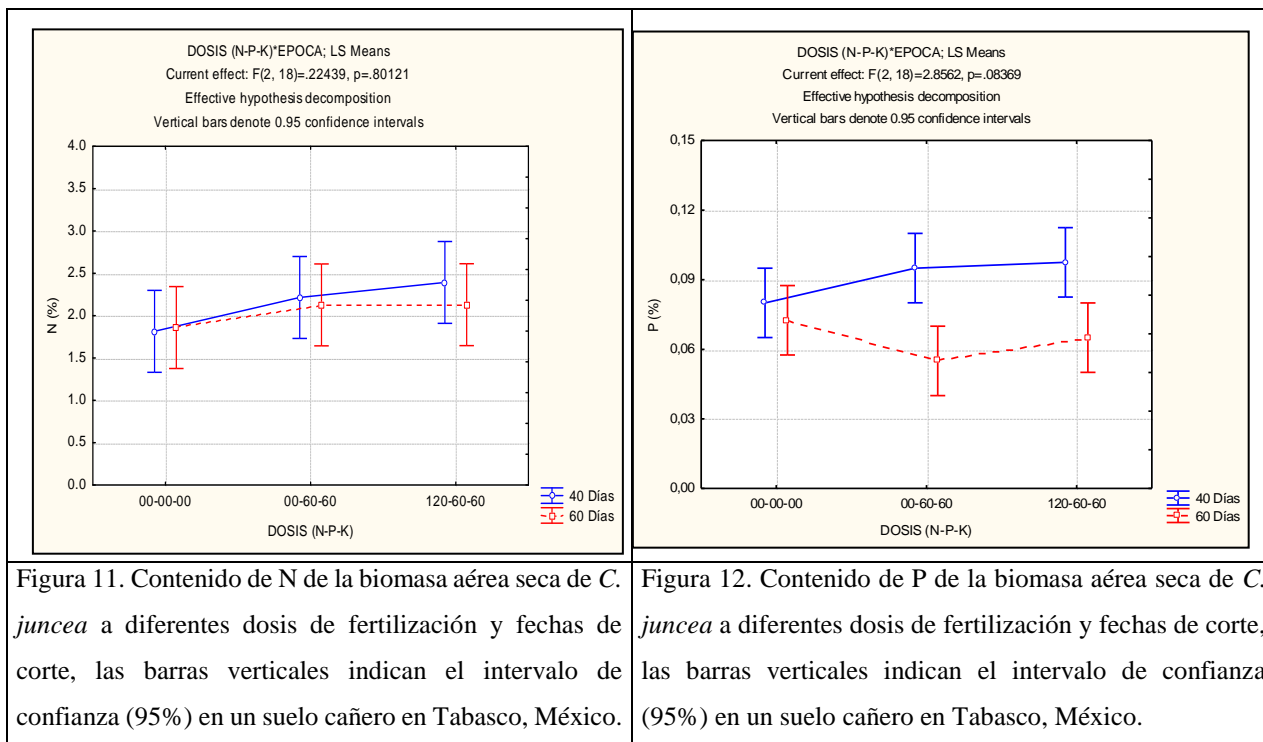 DOSIS (N-P-K)*EPOCA; LS Means
Current effect: F(2, 18)=.22439, p=.80121
Effective hypothesis decomposition
Vertical bars denote 0.95 confidence intervals
4.0
3.5
3.0
2.5
2.0
1.5
1.0
0.5
0.0
N (%)
00-00-00
00-60-60
120-60-60
DOSIS (N-P-K)
40 Días
60 Días
DOSIS (N-P-K)*EPOCA; LS Means
Current effect: F(2, 18)=2.8562, p=.08369
Effective hypothesis decomposition
Vertical bars denote 0.95 confidence intervals
0,15
0,12
0,09
0,06
0,03
0,00
P (%)
00-00-00
00-60-60
120-60-60
DOSIS (N-P-K)
40 Días
60 Días
Figura 11. Contenido de N de la biomasa aérea seca de C.
juncea a diferentes dosis de fertilización y fechas de
corte, las barras verticales indican el intervalo de
confianza (95%) en un suelo cañero en Tabasco, México.
Figura 12. Contenido de P de la biomasa aérea seca de C.
juncea a diferentes dosis de fertilización y fechas de corte,
las barras verticales indican el intervalo de confianza
(95%) en un suelo cañero en Tabasco, México.